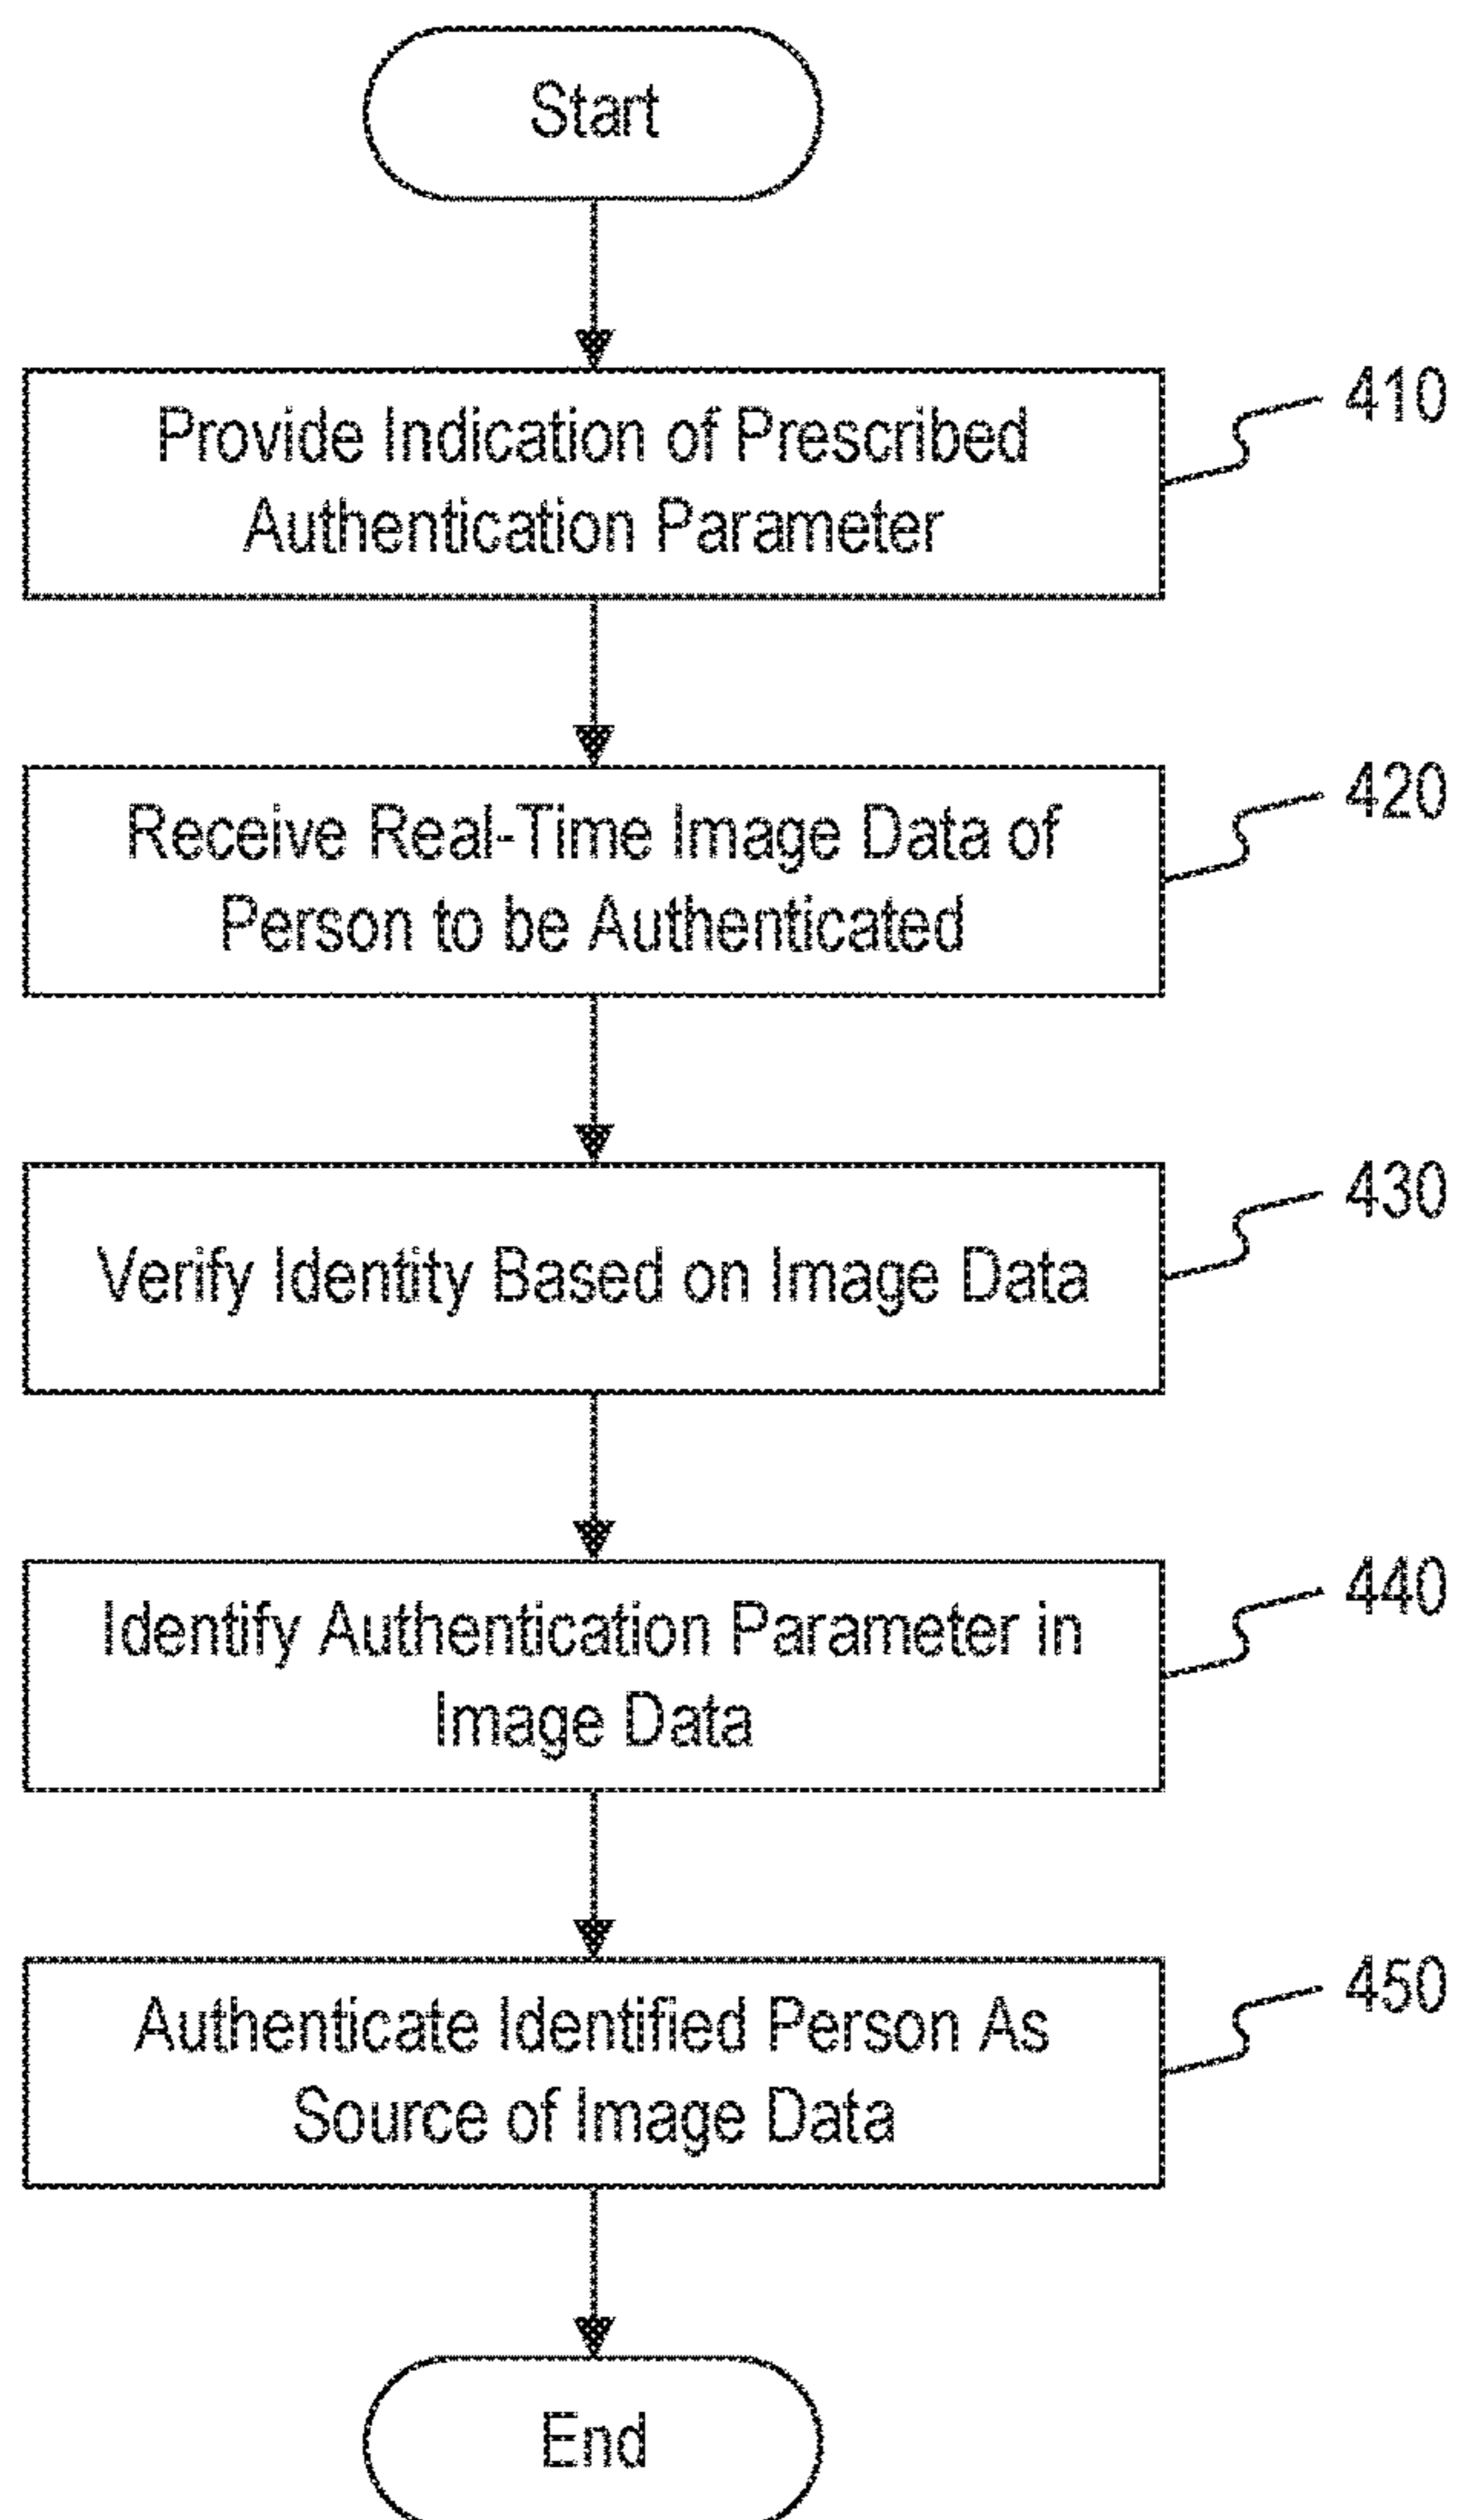 Start
Provide Indication of Prescribed
Authentication Parameter
410
Receive Real-Time Image Data of
Person to be Authenticated
420
Verify Identity Based on Image Data
430
Identify Authentication Parameter in
Image Data
440
Authenticate Identified Person As
Source of Image Data
450
End